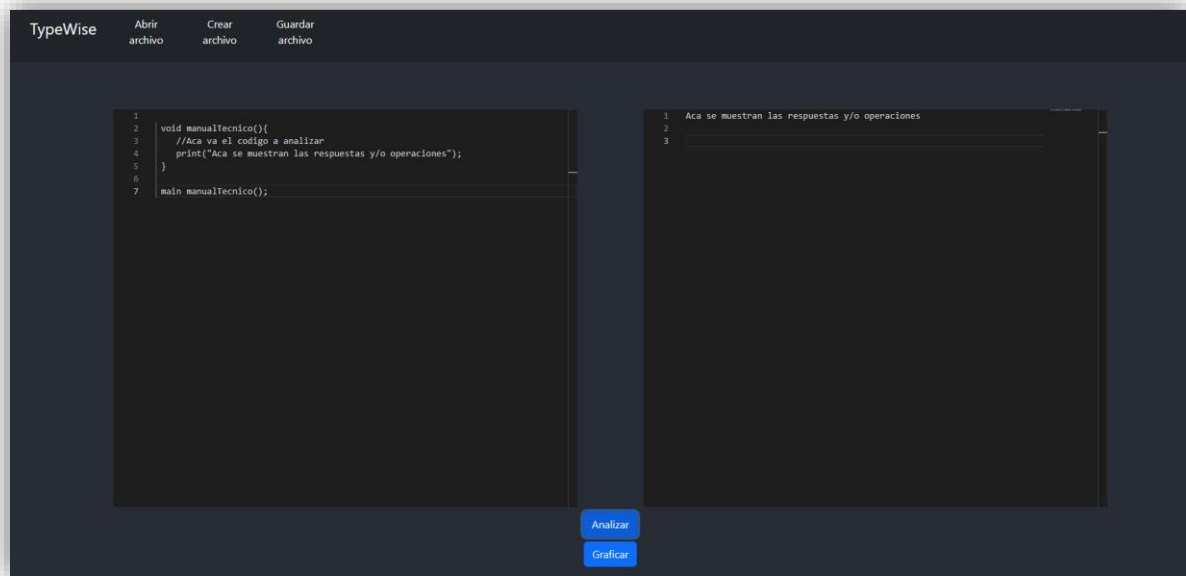 TypeWise
Abrir archivo
Crear archivo
Guardar archivo
1
2 void manualTecnico(){
3 //Aca va el codigo a analizar
4 print("Aca se muestran las respuestas y/o operaciones");
5 }
6
7 main manualTecnico();
1 Aca se muestran las respuestas y/o operaciones
2
3
Analizar
Graficar